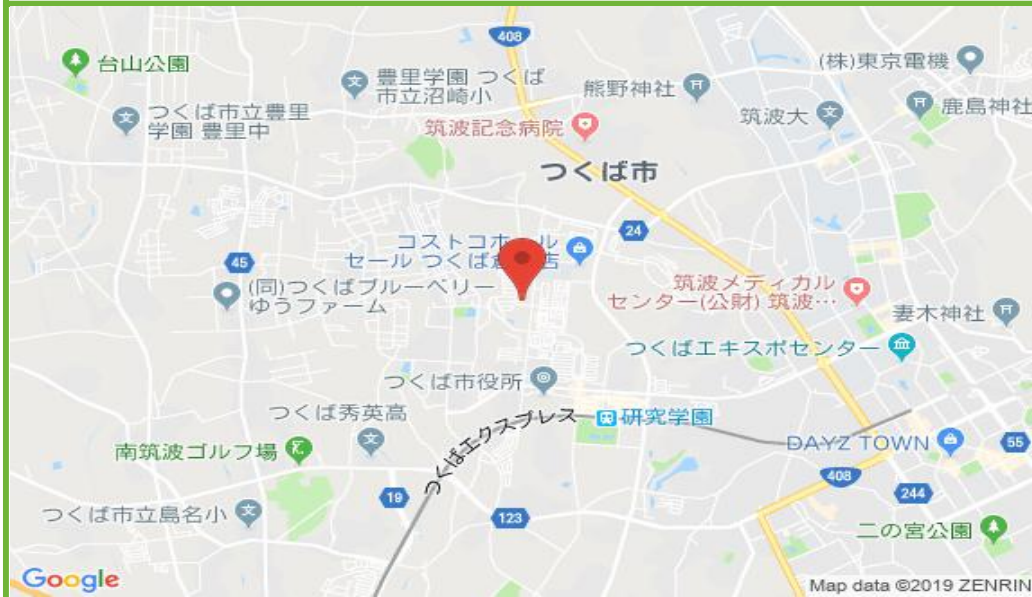 408
台山公園
豊里学園 つくば
市立沼崎小
(株)東京電機
熊野神社
鹿島神社
つくば市立豊里
学園 豊里中
筑波大
筑波記念病院
つくば市
24
コストコホール
セール つくば倉庫店
45
(同)つくばブルーベリー
ゆうファーム
筑波メディカル
センター(公財) 筑波…
妻木神社
つくばエキスポセンター
つくば市役所
つくば秀英高
つくばエクスプレス
研究学園
DAYZ TOWN
55
南筑波ゴルフ場
408
19
244
つくば市立島名小
123
二の宮公園
Google
Map data ©2019 ZENRIN